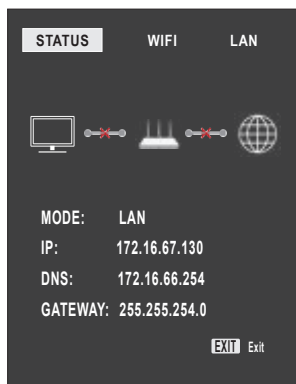 STATUS WIFI LAN
MODE: LAN
IP: 172.16.67.130
DNS: 172.16.66.254
GATEWAY: 255.255.254.0
EXIT Exit